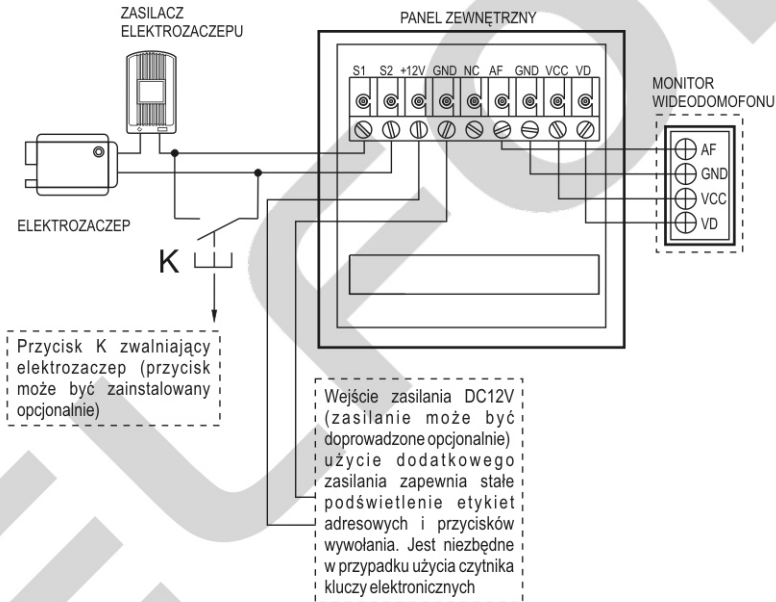 ZASILACZ
ELEKTROZACZEPU
PANEL ZEWNĘTRZNY
S1 S2 +12V GND NC AF GND VCC VD
MONITOR
WIDEODOMOFONU
AF
GND
VCC
VD
ELEKTROZACZEP
K
Przycisk K zwalniający
elektrozaczep (przycisk
może być zainstalowany
opcjonalnie)
Wejście zasilania DC12V
(zasilanie może być
doprowadzone opcjonalnie)
użycie dodatkowego
zasilania zapewnia stałe
podświetlenie etykiet
adresowych i przycisków
wywołania. Jest niezbędne
w przypadku użycia czytnika
kluczy elektronicznych